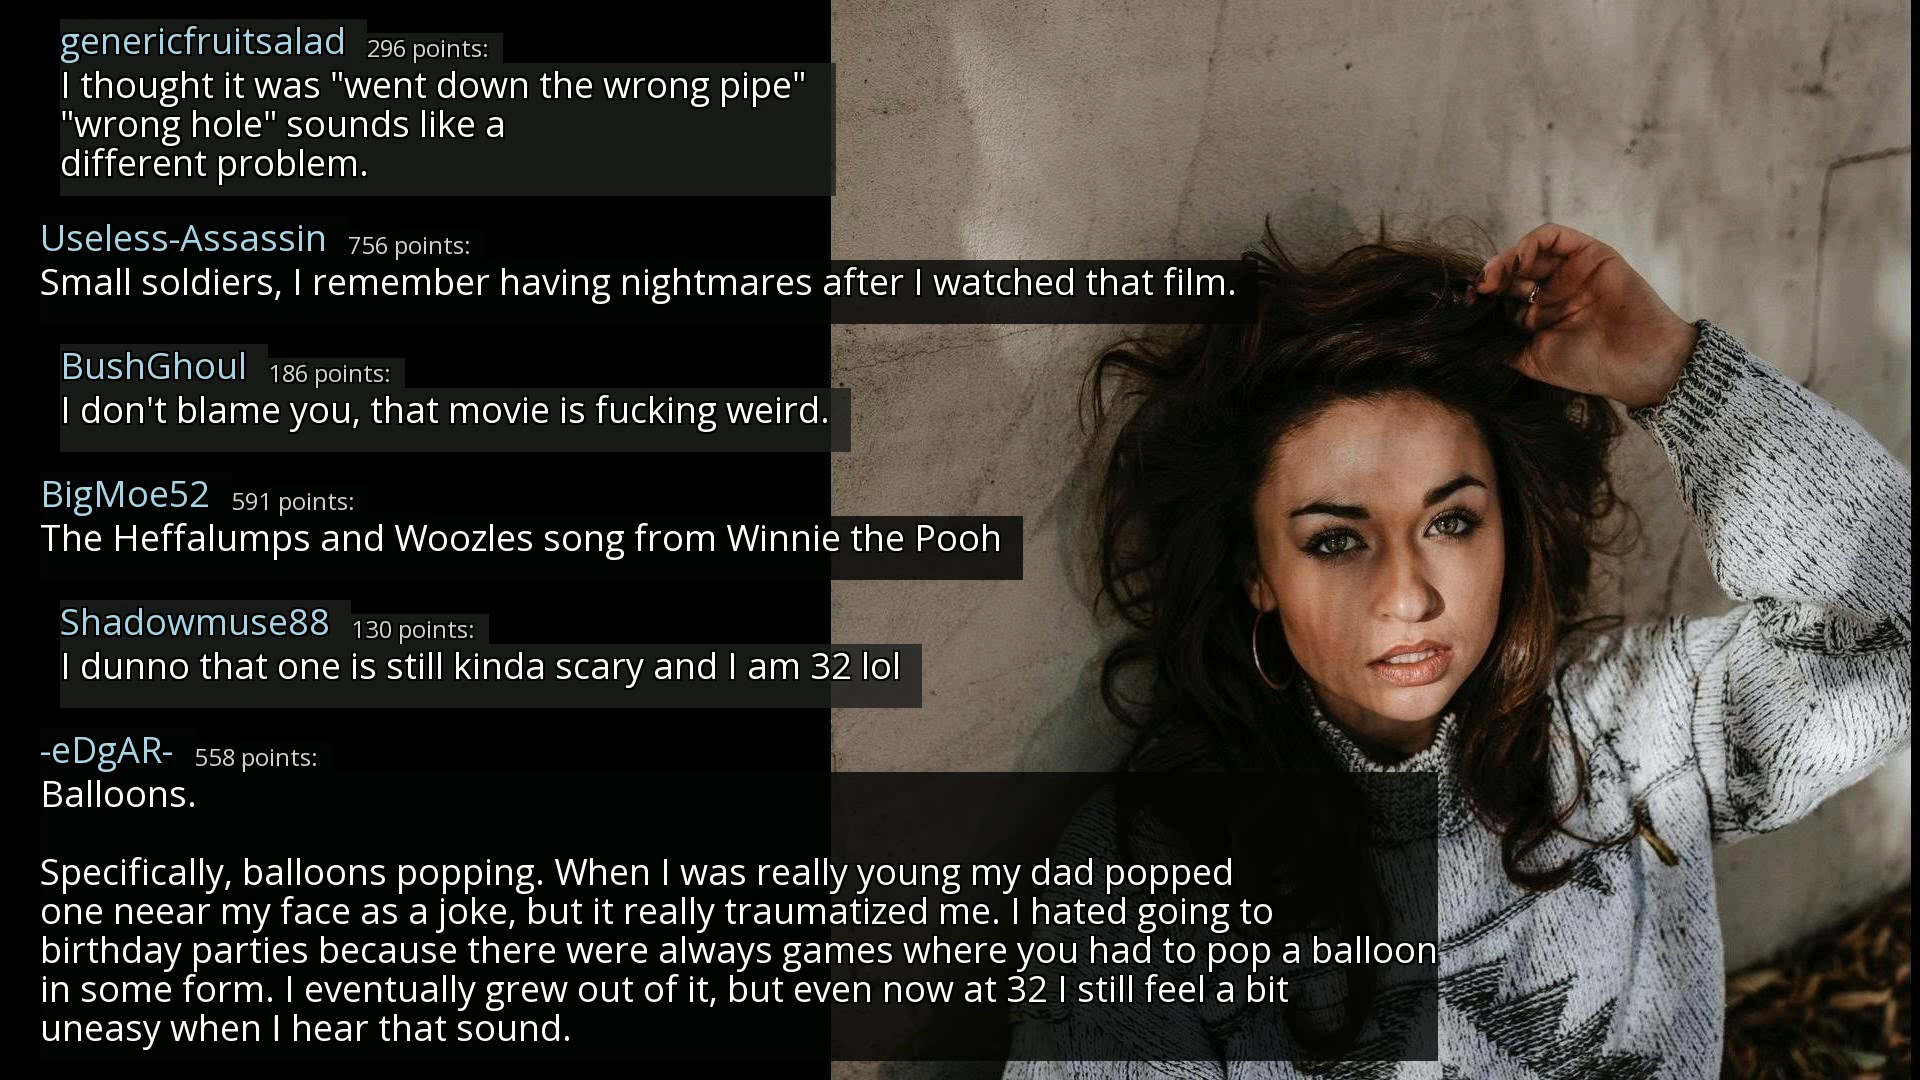 genericfruitsalad 296 points:
I thought it was "went down the wrong pipe"
"wrong hole" sounds like a
different problem.
Useless-Assassin 756 points:
Small soldiers, I remember having nightmares after I watched that film.
BushGhoul 186 points:
I don't blame you, that movie is fucking weird.
BigMoe52 591 points:
The Heffalumps and Woozles song from Winnie the Pooh
Shadowmuse88 130 points:
I dunno that one is still kinda scary and I am 32 lol
-eDgAR- 558 points:
Balloons.
Specifically, balloons popping. When I was really young my dad popped
one neear my face as a joke, but it really traumatized me. I hated going to
birthday parties because there were always games where you had to pop a balloon
in some form. I eventually grew out of it, but even now at 32 I still feel a bit
uneasy when I hear that sound.